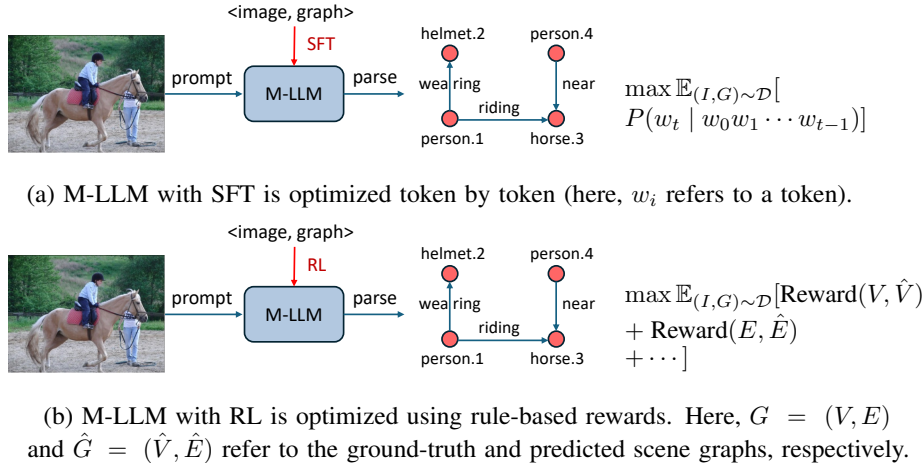 <image, graph>
SFT
prompt
M-LLM
parse
helmet.2
person.4
wearing
near
riding
person.1
horse.3
max 𝔼_{(I,G)∼𝒟}[
P(w_t | w_0w_1 ⋯ w_{t−1})]
(a) M-LLM with SFT is optimized token by token (here, w_i refers to a token).
<image, graph>
RL
prompt
M-LLM
parse
helmet.2
person.4
wearing
near
riding
person.1
horse.3
max 𝔼_{(I,G)∼𝒟}[Reward(V, V̂)
+ Reward(E, Ê)
+ ⋯ ]
(b) M-LLM with RL is optimized using rule-based rewards. Here, G = (V, E)
and Ĝ = (V̂, Ê) refer to the ground-truth and predicted scene graphs, respectively.